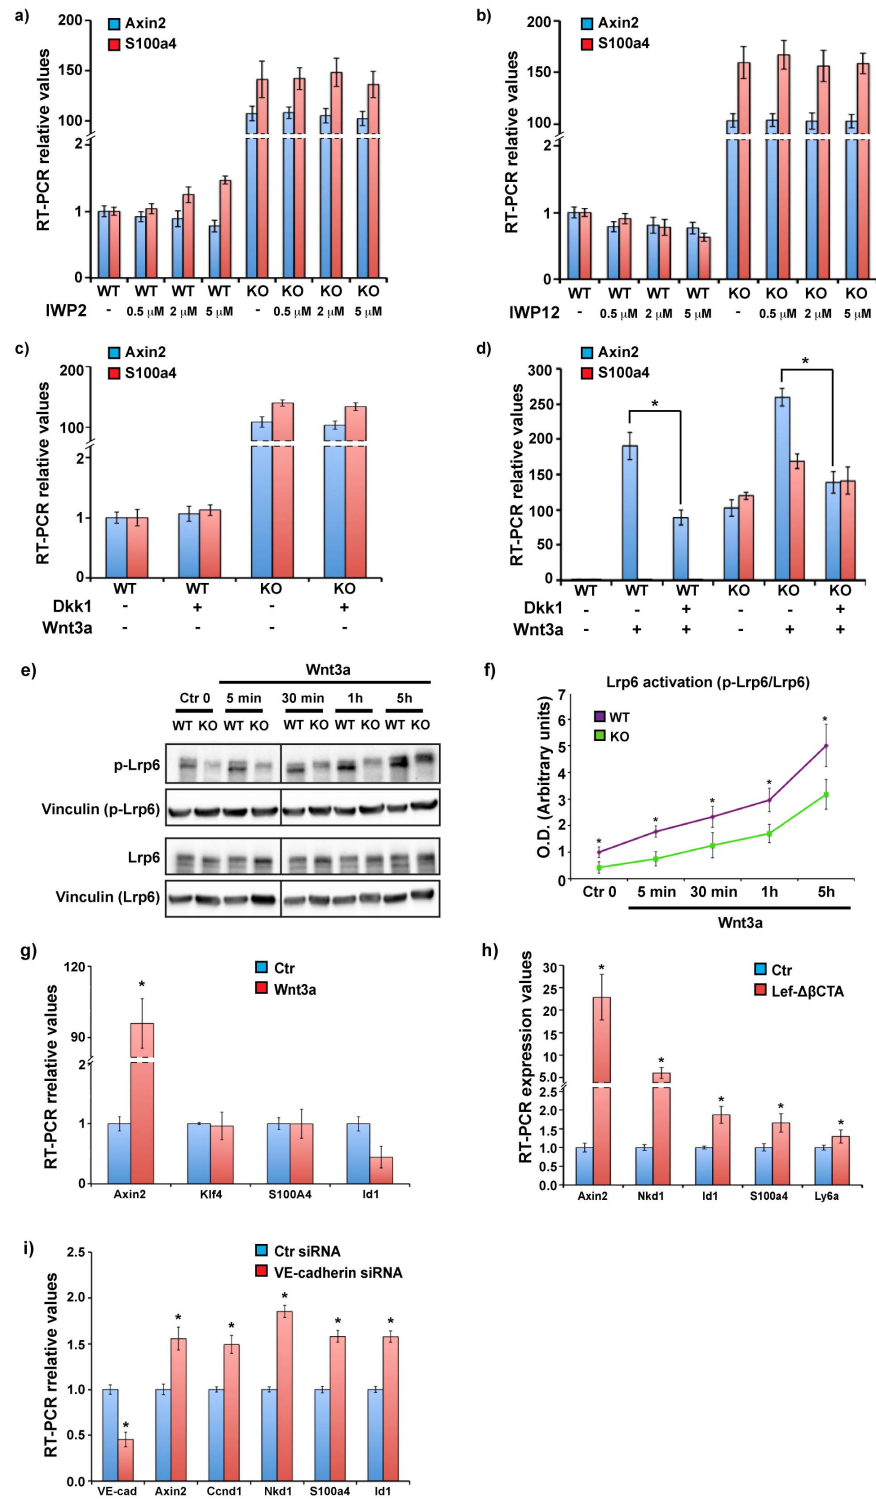 a)
Axin2
S100a4
RT-PCR relative values
200
150
100
2
1
0
WT WT WT WT KO KO KO KO
IWP2 - 0.5 μM 2 μM 5 μM - 0.5 μM 2 μM 5 μM
b)
Axin2
S100a4
RT-PCR relative values
200
150
100
2
1
0
WT WT WT WT KO KO KO KO
IWP12 - 0.5 μM 2 μM 5 μM - 0.5 μM 2 μM 5 μM
c)
Axin2
S100a4
RT-PCR relative values
200
100
2
1
0
WT WT KO KO
Dkk1 - + - +
Wnt3a - - - -
d)
Axin2
S100a4
RT-PCR relative values
300
250
200
150
100
50
0
* *
WT WT WT KO KO KO
Dkk1 - - + - - +
Wnt3a - + + - + +
e)
Wnt3a
Ctr 0 5 min 30 min 1h 5h
WT KO WT KO WT KO WT KO WT KO
p-Lrp6
Vinculin (p-Lrp6)
Lrp6
Vinculin (Lrp6)
f)
Lrp6 activation (p-Lrp6/Lrp6)
WT
KO
O.D. (Arbitrary units)
7
6
5
4
3
2
1
0
* * * * *
Ctr 0 5 min 30 min 1h 5h
Wnt3a
g)
Ctr
Wnt3a
RT-PCR rrelative values
120
90
2
1
0
*
Axin2 Klf4 S100A4 Id1
h)
Ctr
Lef-ΔβCTA
RT-PCR expression values
30
25
20
15
10
5.0
2.5
2.0
1.5
1.0
0.5
0.0
* * * * *
Axin2 Nkd1 Id1 S100a4 Ly6a
i)
Ctr siRNA
VE-cadherin siRNA
RT-PCR rrelative values
2.5
2.0
1.5
1.0
0.5
0.0
* * * * * *
VE-cad Axin2 Ccnd1 Nkd1 S100a4 Id1